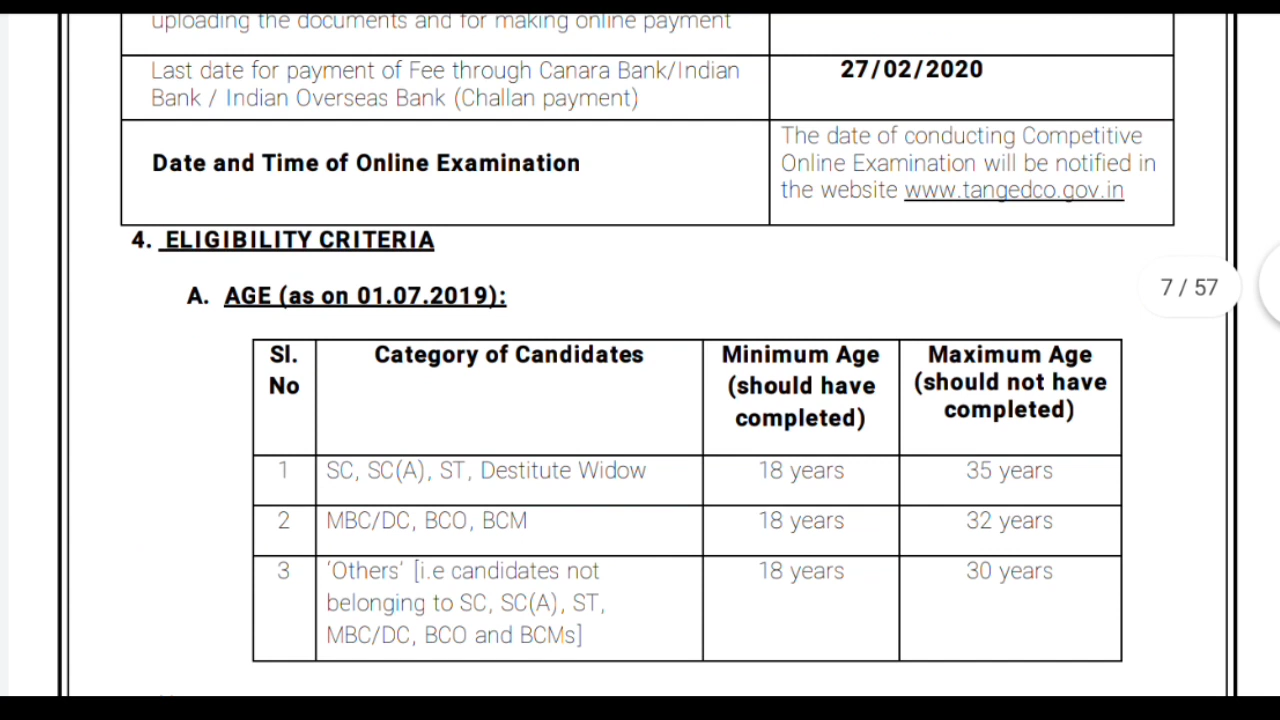 uploading the documents and for making online payment
Last date for payment of Fee through Canara Bank/Indian
Bank / Indian Overseas Bank (Challan payment)
27/02/2020
Date and Time of Online Examination
The date of conducting Competitive
Online Examination will be notified in
the website www.tangedco.gov.in
4. ELIGIBILITY CRITERIA
A. AGE (as on 01.07.2019):
7 / 57
Sl.
No
Category of Candidates
Minimum Age
(should have
completed)
Maximum Age
(should not have
completed)
1 SC, SC(A), ST, Destitute Widow 18 years 35 years
2 MBC/DC, BCO, BCM 18 years 32 years
3 ‘Others’ [i.e candidates not 18 years 30 years
belonging to SC, SC(A), ST,
MBC/DC, BCO and BCMs]